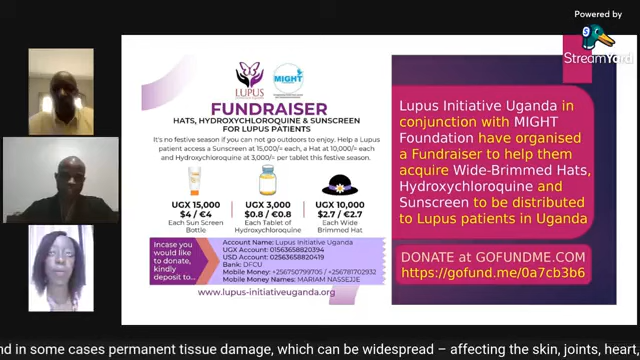 Powered by
StreamYard
LUPUS
MIGHT
FUNDRAISER
HATS, HYDROXYCHLOROQUINE & SUNSCREEN
FOR LUPUS PATIENTS
It's no festive season if you can not go outdoors to enjoy. Help a Lupus
patient access a Sunscreen at 15,000/= each, a Hat at 10,000/= each
and Hydroxychloroquine at 3,000/= per tablet this festive season.
UGX 15,000
$4 / €4
Each Sun Screen
Bottle
UGX 3,000
$0.8 / €0.8
Each Tablet of
Hydroxychloroquine
UGX 10,000
$2.7 / €2.7
Each Wide
Brimmed Hat
Incase you
would like
to donate,
kindly
deposit to
Account Name: Lupus Initiative Uganda
UGX Account: 01563658820394
USD Account: 02563658820419
Bank: DFCU
Mobile Money: +256750799705 / +256781702932
Mobile Money Names: MARIAM NASSEJJE
www.lupus-initiativeuganda.org
Lupus Initiative Uganda in
conjunction with MIGHT
Foundation have organised
a Fundraiser to help them
acquire Wide-Brimmed Hats,
Hydroxychloroquine and
Sunscreen to be distributed
to Lupus patients in Uganda
DONATE at GOFUNDME.COM
https://gofund.me/0a7cb3b6
nd in some cases permanent tissue damage, which can be widespread – affecting the skin, joints, heart,